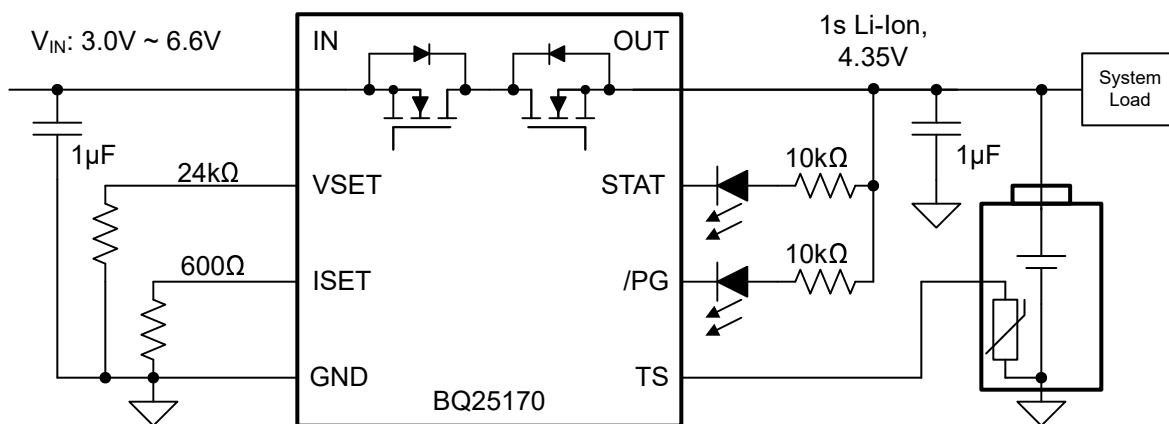 V_IN: 3.0V ~ 6.6V
IN
OUT
1s Li-Ion,
4.35V
System
Load
1μF
24kΩ
VSET
STAT
10kΩ
1μF
600Ω
ISET
/PG
10kΩ
GND
TS
BQ25170